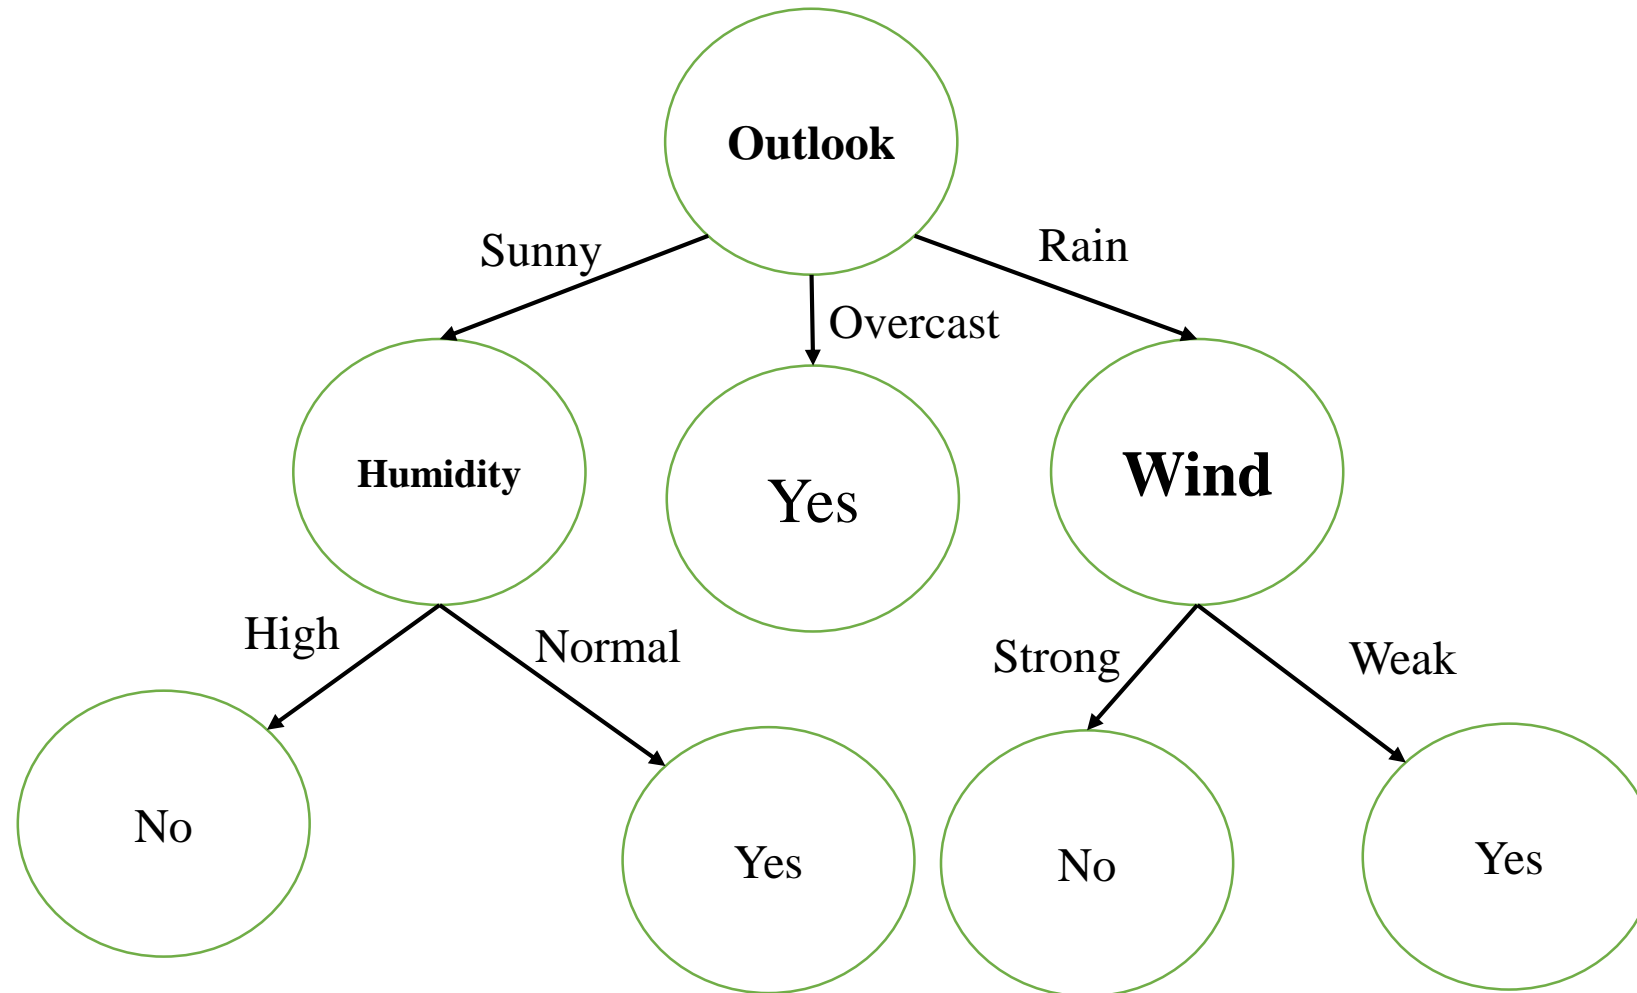 Outlook
Sunny
Rain
Overcast
Humidity
Yes
Wind
High
Normal
Strong
Weak
No
Yes
No
Yes